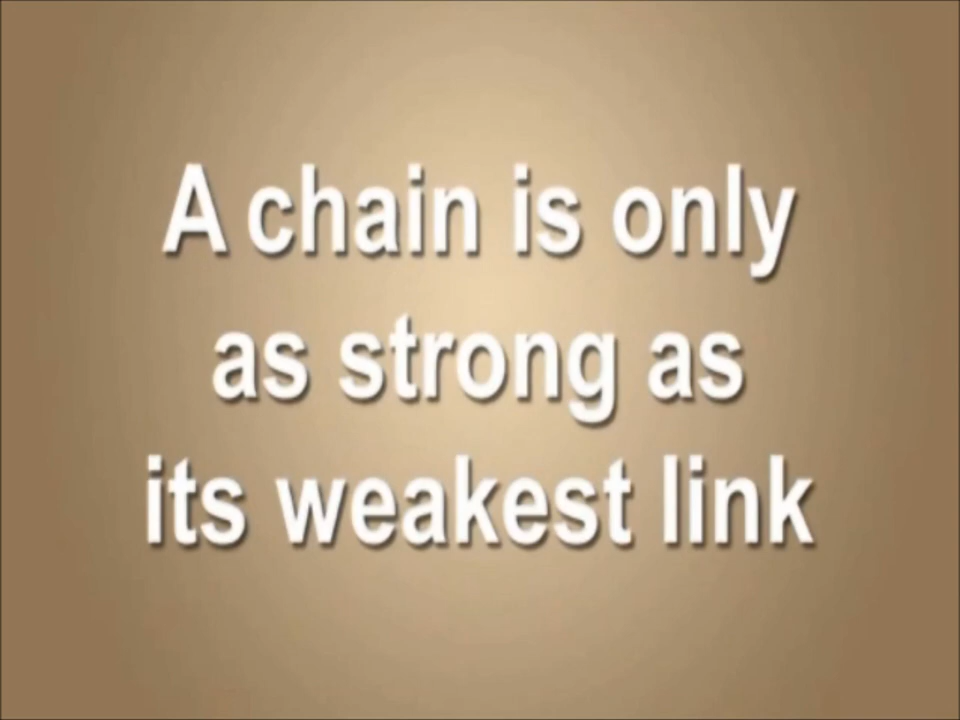 A chain is only
as strong as
its weakest link